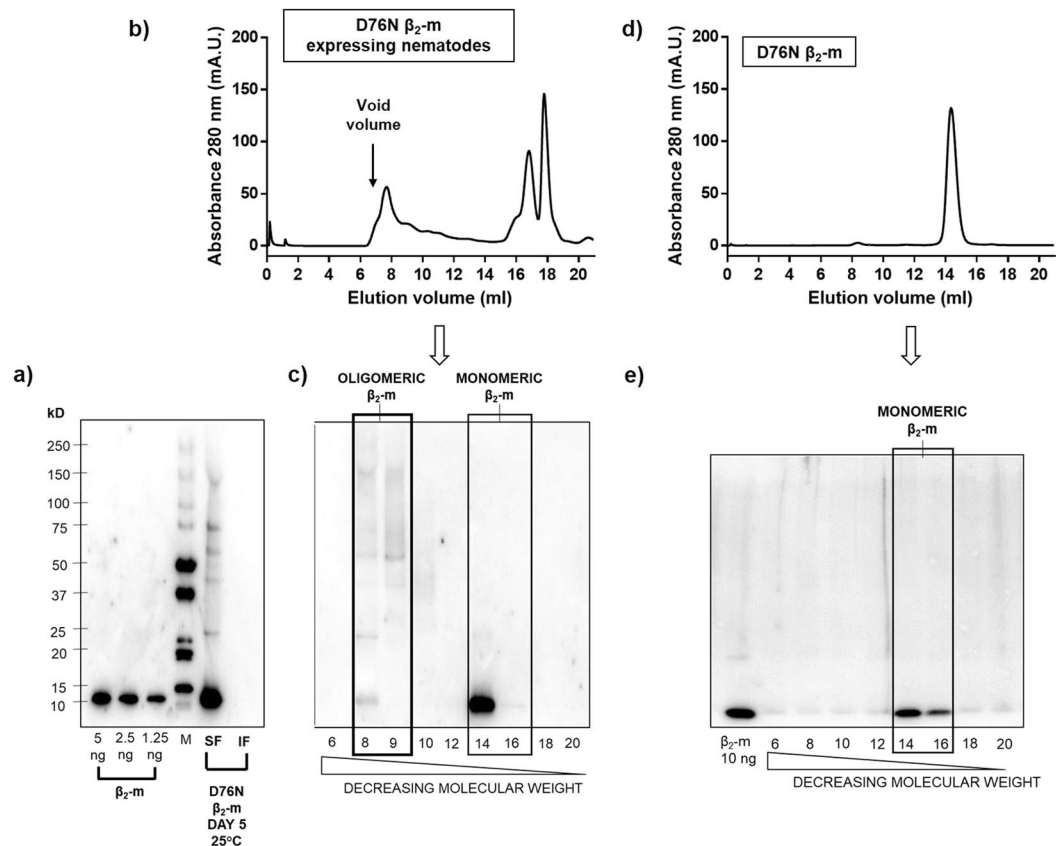 b)
D76N β₂-m
expressing nematodes
Absorbance 280 nm (mA.U.)
200
150
100
50
0
Void
volume
0 2 4 6 8 10 12 14 16 18 20
Elution volume (ml)
d)
D76N β₂-m
Absorbance 280 nm (mA.U.)
200
150
100
50
0
0 2 4 6 8 10 12 14 16 18 20
Elution volume (ml)
a)
kD
250
150
100
75
50
37
25
20
15
10
5 2.5 1.25 M SF IF
ng ng ng
β₂-m
D76N
β₂-m
DAY 5
25°C
c)
OLIGOMERIC MONOMERIC
β₂-m β₂-m
6 8 9 10 12 14 16 18 20
DECREASING MOLECULAR WEIGHT
e)
MONOMERIC
β₂-m
β₂-m 6 8 10 12 14 16 18 20
10 ng
DECREASING MOLECULAR WEIGHT